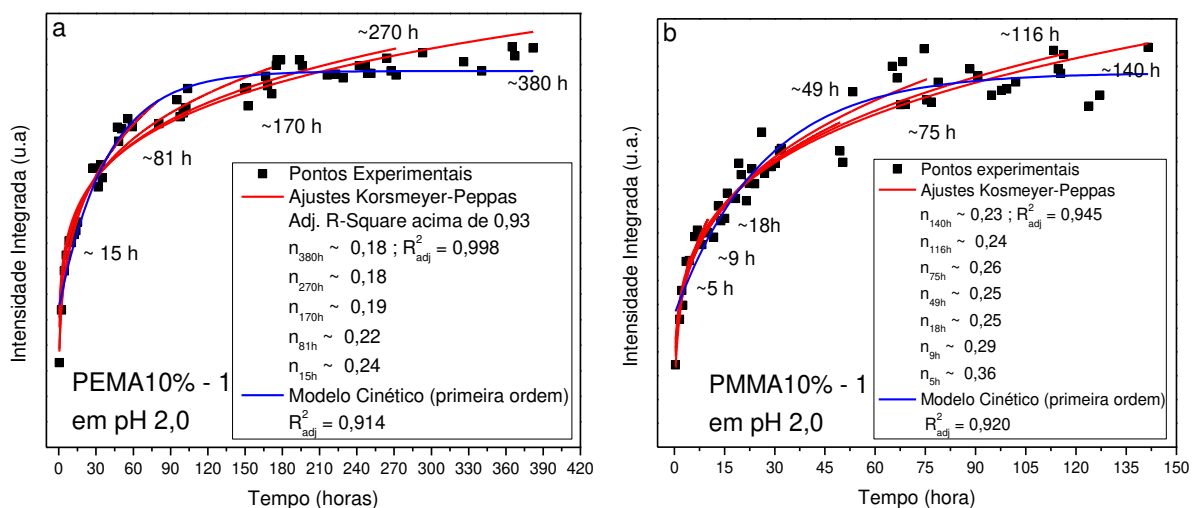 a
Intensidade Integrada (u.a)
~270 h
~380 h
~170 h
~81 h
~ 15 h
Pontos Experimentais
Ajustes Korsmeyer-Peppas
Adj. R-Square acima de 0,93
n380h ~ 0,18 ; R2adj = 0,998
n270h ~ 0,18
n170h ~ 0,19
n81h ~ 0,22
n15h ~ 0,24
Modelo Cinético (primeira ordem)
R2adj = 0,914
PEMA10% - 1
em pH 2,0
0 30 60 90 120 150 180 210 240 270 300 330 360 390 420
Tempo (horas)
b
Intensidade Integrada (u.a.)
~116 h
~140 h
~49 h
~75 h
~18h
~9 h
~5 h
Pontos experimentais
Ajustes Kosmeyer-Peppas
n140h ~ 0,23 ; R2adj = 0,945
n116h ~ 0,24
n75h ~ 0,26
n49h ~ 0,25
n18h ~ 0,25
n9h ~ 0,29
n5h ~ 0,36
Modelo Cinético (primeira ordem)
R2adj = 0,920
PMMA10% - 1
em pH 2,0
0 15 30 45 60 75 90 105 120 135 150
Tempo (hora)